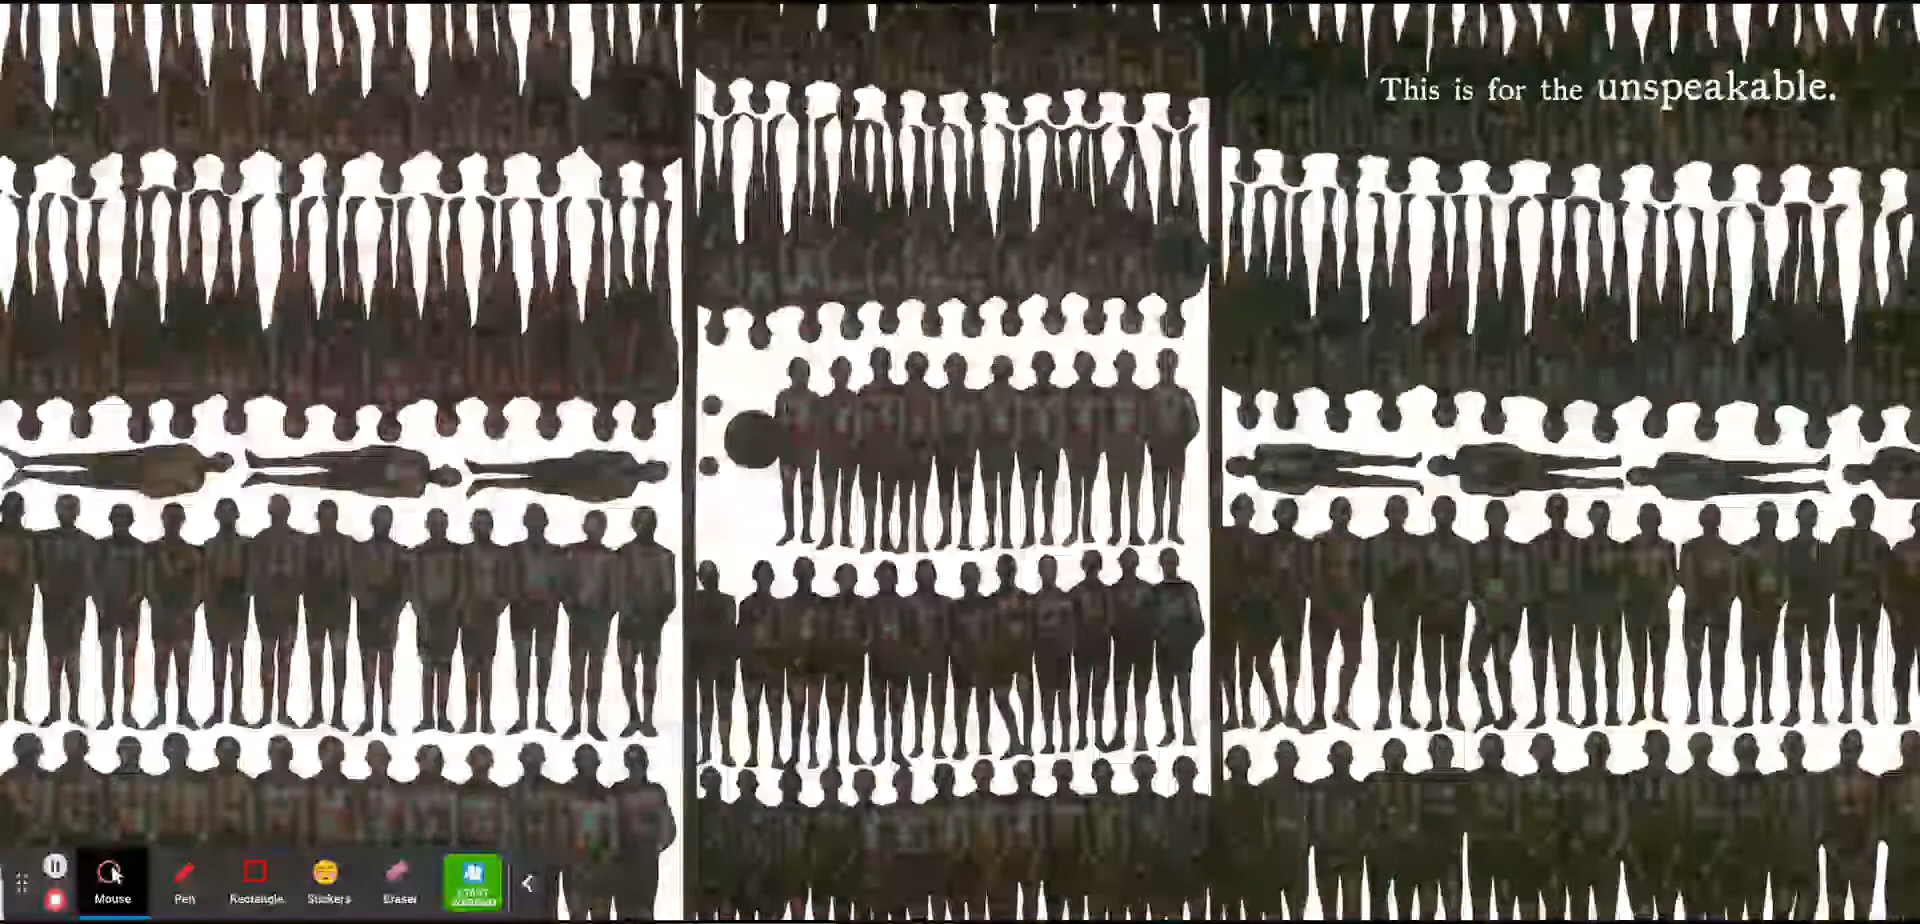 This is for the unspeakable.
Mouse
Pen
Rectangle
Stickers
Eraser